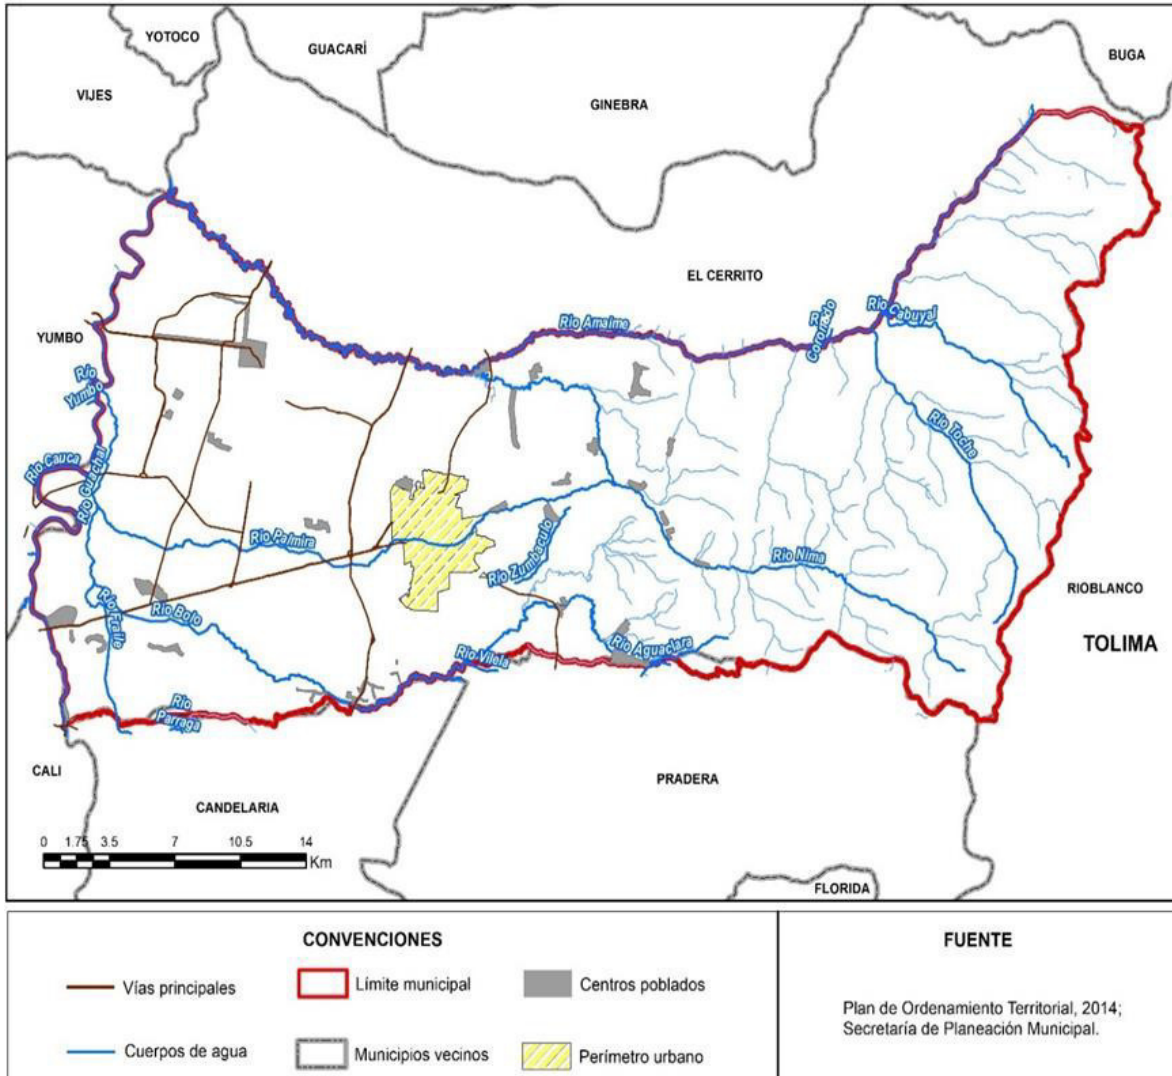 YOTOCO
GUACARÍ
BUGA
VIJES
GINEBRA
EL CERRITO
Río Cabuyal
Río Amaime
Río
Coronado
YUMBO
Río
Yumbo
Río Toche
Río Cauca
Río Guachal
Río Palmira
Río Nima
Río Zumbaculo
RIOBLANCO
Río Fraile
Río Bolo
Río Aguaclara
TOLIMA
Río Vilela
Río
Parraga
CALI
PRADERA
CANDELARIA
0 1.75 3.5 7 10.5 14
Km
FLORIDA
CONVENCIONES
Vías principales
Límite municipal
Centros poblados
Cuerpos de agua
Municipios vecinos
Perímetro urbano
FUENTE
Plan de Ordenamiento Territorial, 2014;
Secretaría de Planeación Municipal.